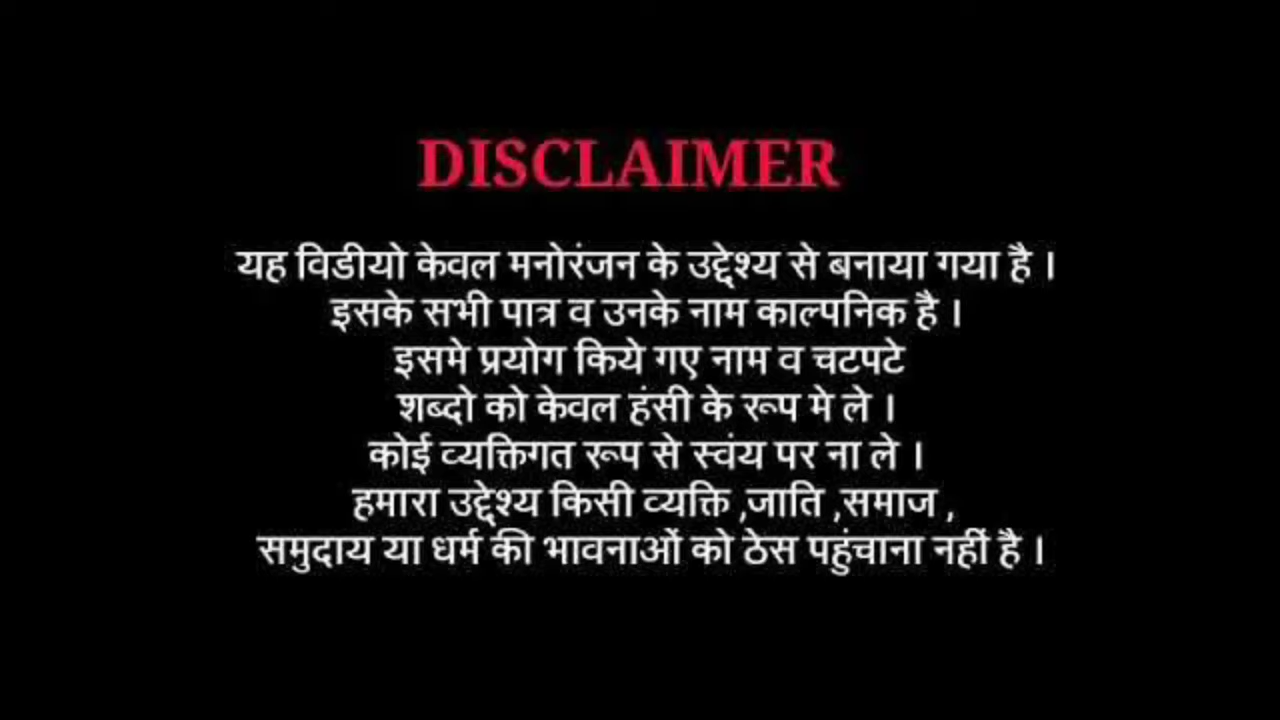 DISCLAIMER
यह विडीयो केवल मनोरंजन के उद्देश्य से बनाया गया है ।
इसके सभी पात्र व उनके नाम काल्पनिक है ।
इसमे प्रयोग किये गए नाम व चटपटे
शब्दो को केवल हंसी के रूप मे ले ।
कोई व्यक्तिगत रूप से स्वंय पर ना ले ।
हमारा उद्देश्य किसी व्यक्ति ,जाति ,समाज ,
समुदाय या धर्म की भावनाओं को ठेस पहुंचाना नहीं है ।